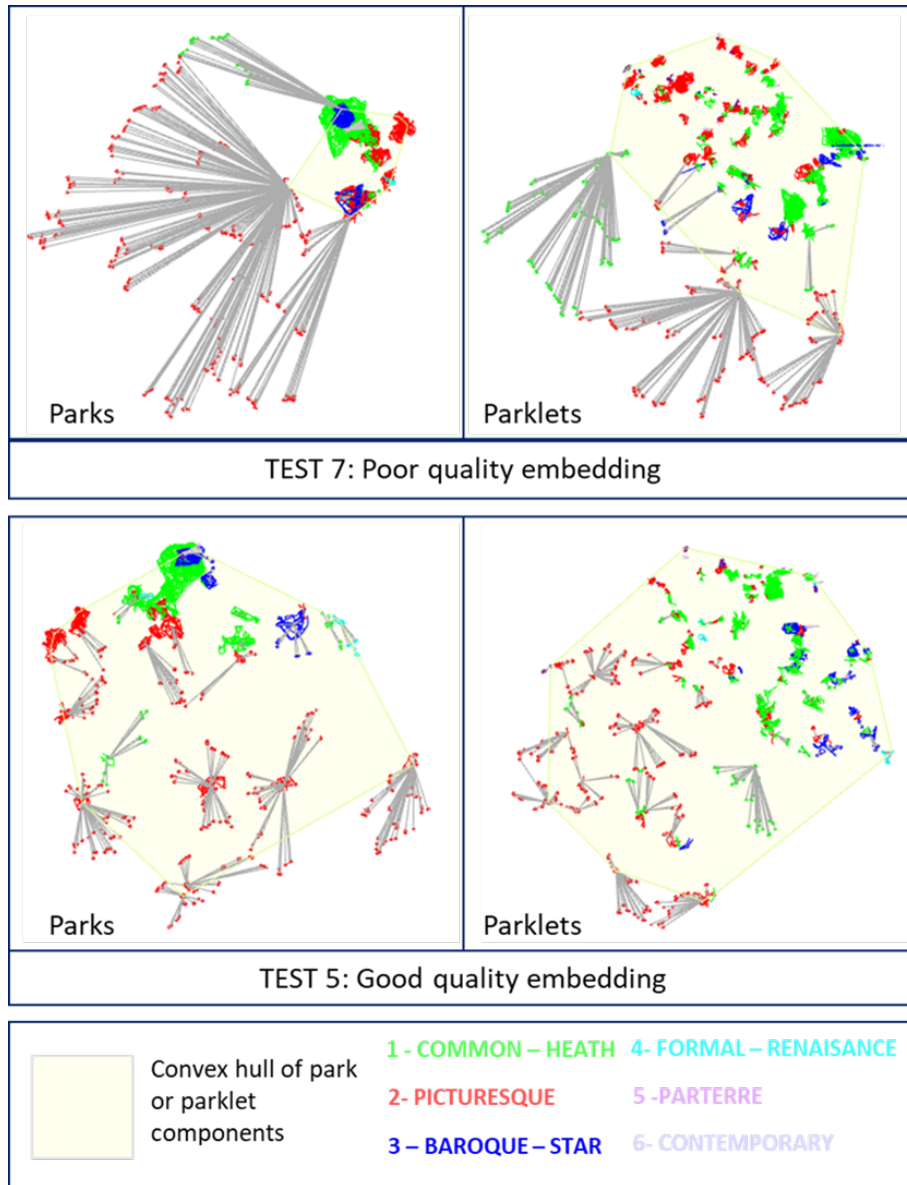 Parks
Parklets
TEST 7: Poor quality embedding
Parks
Parklets
TEST 5: Good quality embedding
Convex hull of park
or parklet
components
1 - COMMON – HEATH
4- FORMAL – RENAISANCE
2- PICTURESQUE
5 -PARTERRE
3 – BAROQUE – STAR
6- CONTEMPORARY